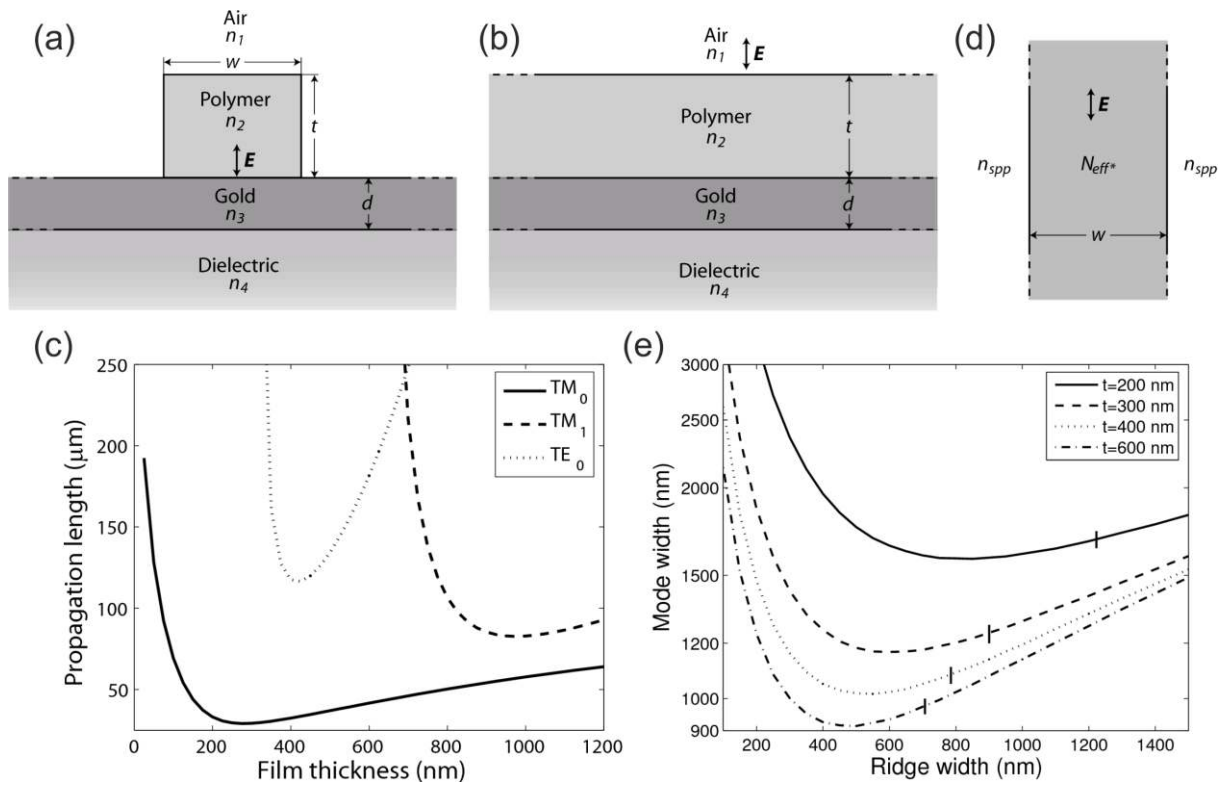 (a)
Air
n1
w
Polymer
n2
t
E
Gold
n3
d
Dielectric
n4
(b)
Air
n1
E
Polymer
n2
t
Gold
n3
d
Dielectric
n4
(d)
E
nspp
Neff*
nspp
w
(c)
Propagation length (μm)
250
200
150
100
50
0
200
400
600
800
1000
1200
Film thickness (nm)
TM0
TM1
TE0
(e)
Mode width (nm)
3000
2500
2000
1500
1200
1000
900
200
400
600
800
1000
1200
1400
Ridge width (nm)
t=200 nm
t=300 nm
t=400 nm
t=600 nm